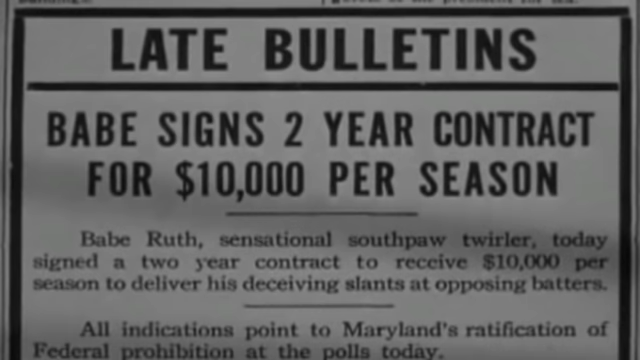 LATE BULLETINS
BABE SIGNS 2 YEAR CONTRACT
FOR $10,000 PER SEASON
Babe Ruth, sensational southpaw twirler, today
signed a two year contract to receive $10,000 per
season to deliver his deceiving slants at opposing batters.
All indications point to Maryland's ratification of
Federal prohibition at the polls today.